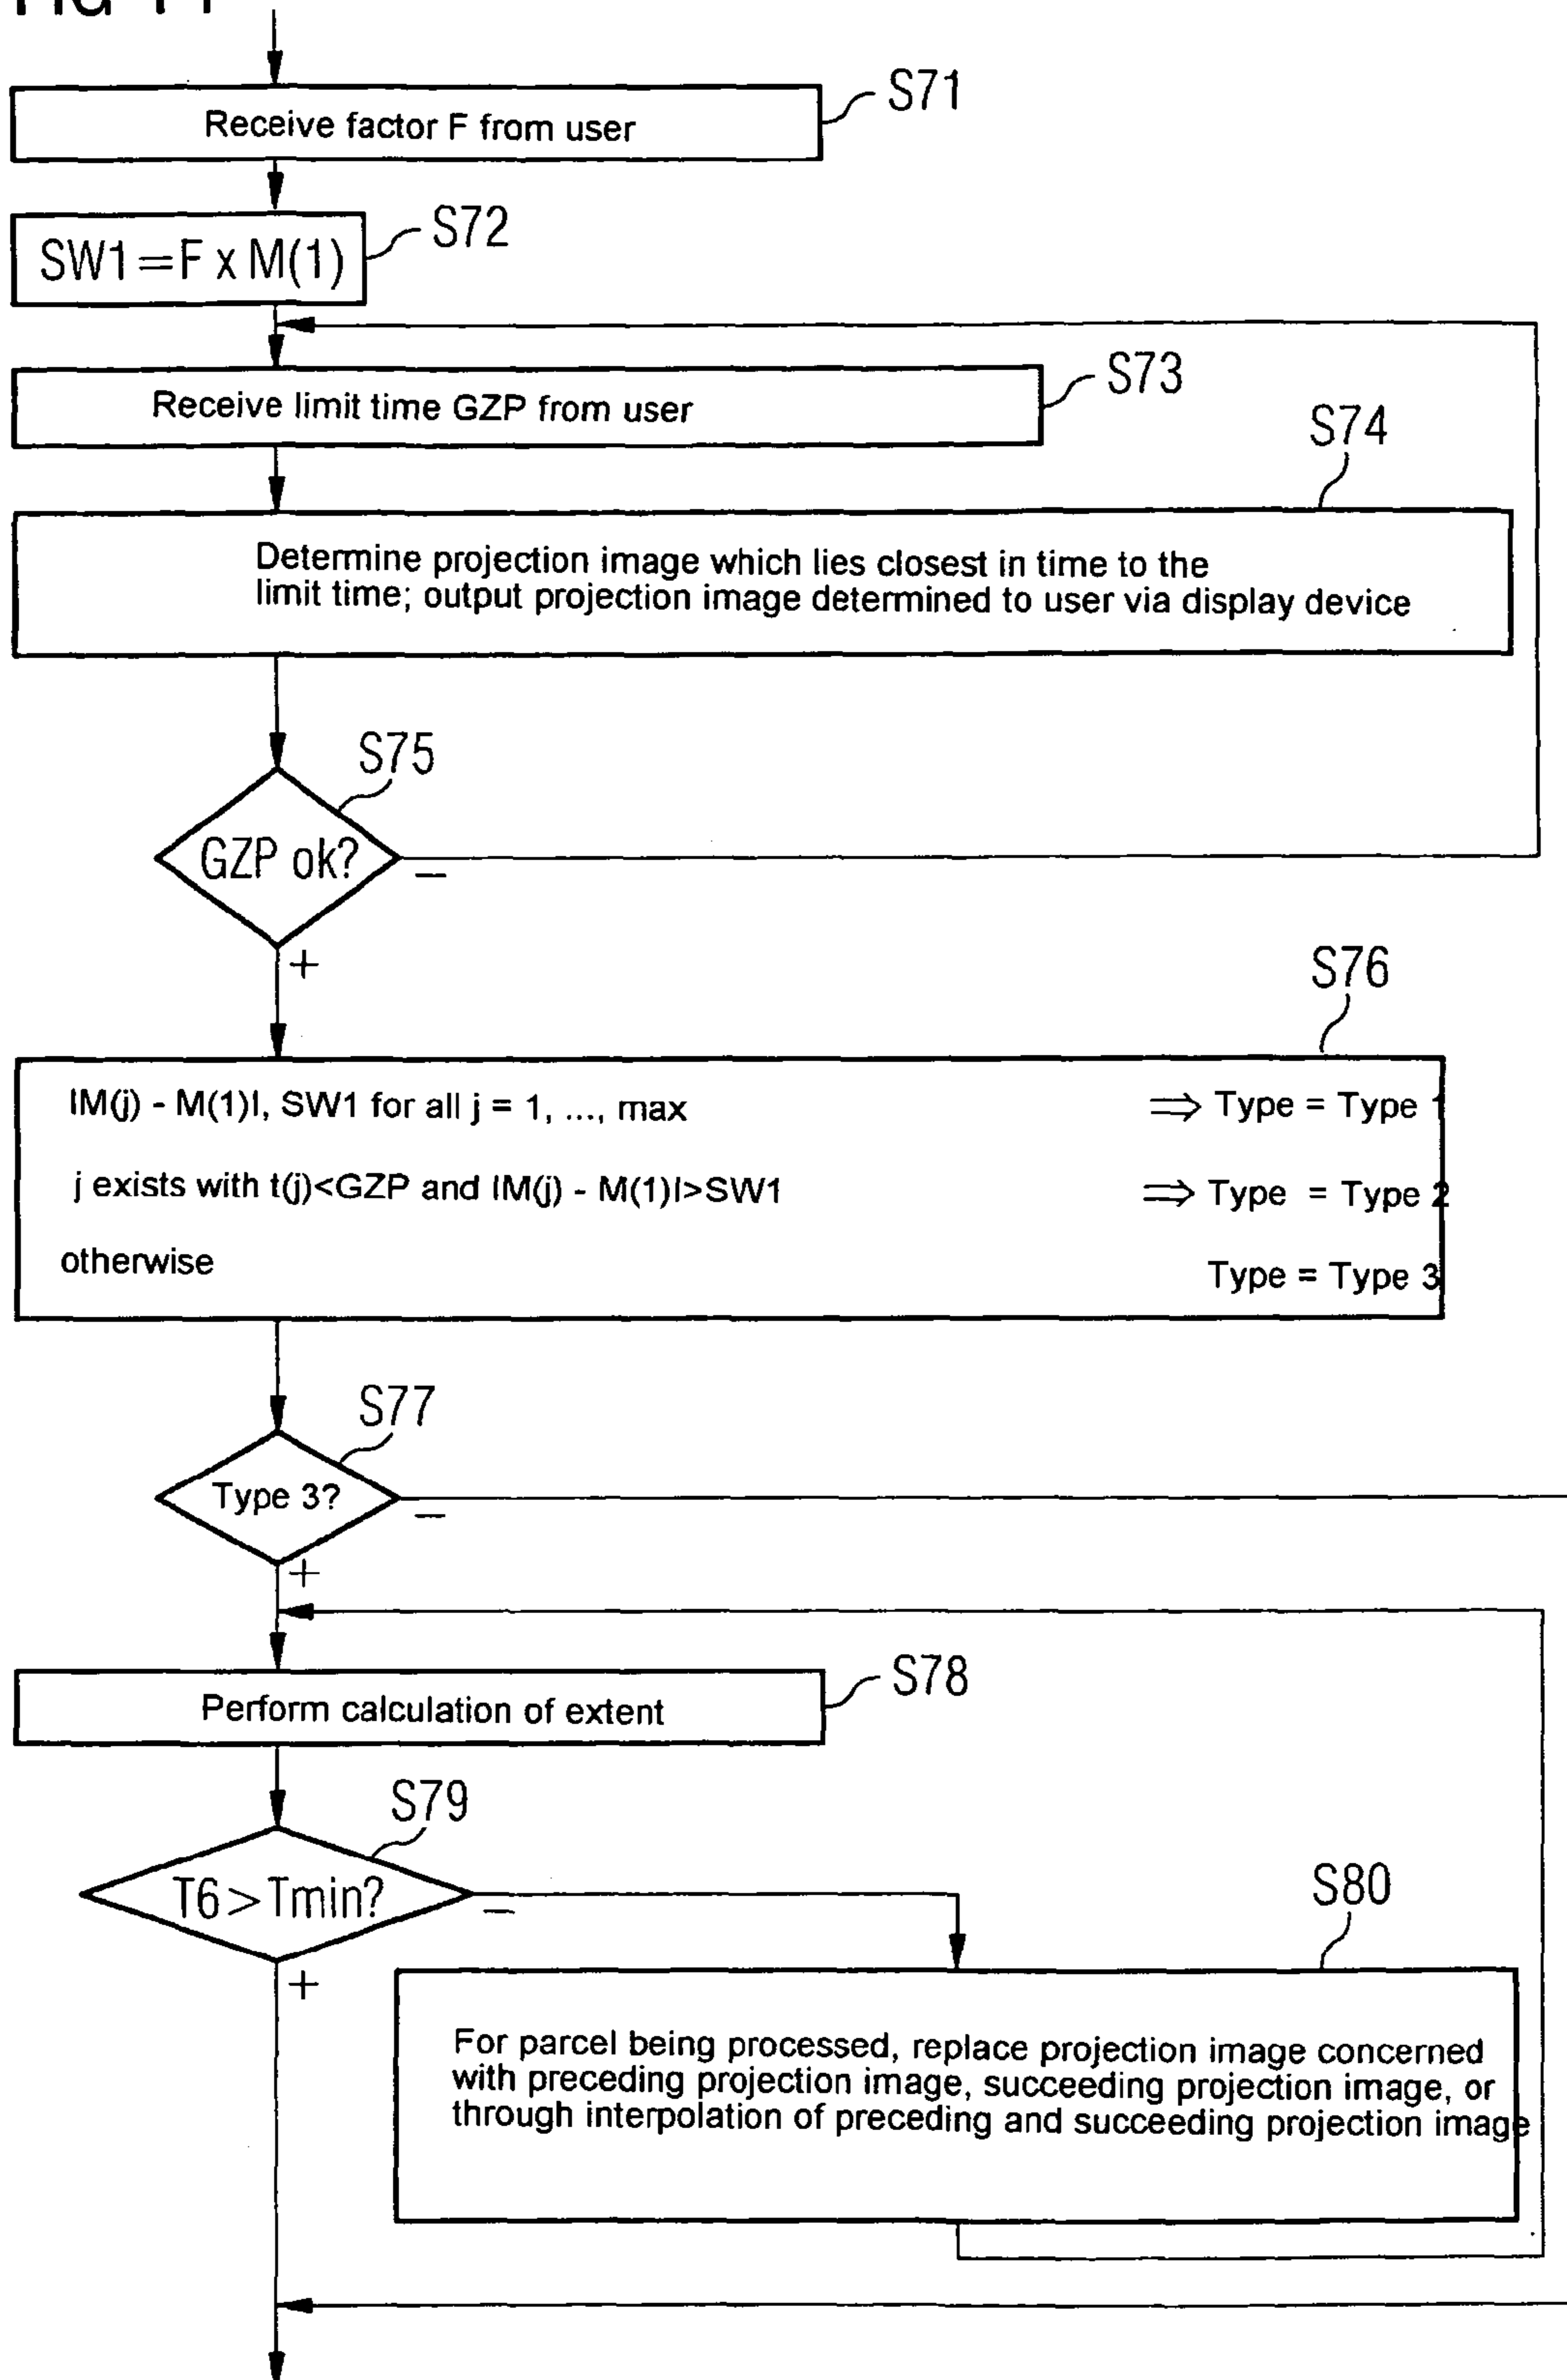 S71
Receive factor F from user
S72
SW1=F x M(1)
S73
Receive limit time GZP from user
S74
Determine projection image which lies closest in time to the
limit time; output projection image determined to user via display device
S75
GZP ok?
−
+
S76
|M(j) - M(1)|, SW1 for all j = 1, ..., max ⇒ Type = Type 1
j exists with t(j)<GZP and |M(j) - M(1)|>SW1 ⇒ Type = Type 2
otherwise Type = Type 3
S77
Type 3?
−
+
S78
Perform calculation of extent
S79
T6>Tmin?
−
+
S80
For parcel being processed, replace projection image concerned
with preceding projection image, succeeding projection image, or
through interpolation of preceding and succeeding projection image